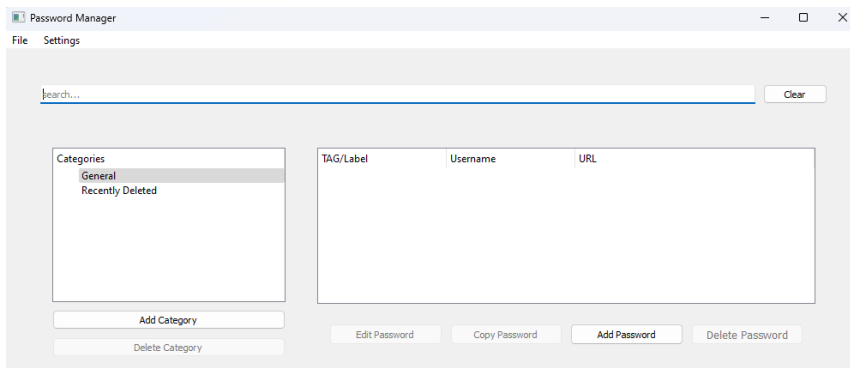 Password Manager
File Settings
search...
Clear
Categories
General
Recently Deleted
TAG/Label Username URL
Add Category
Delete Category
Edit Password Copy Password Add Password Delete Password